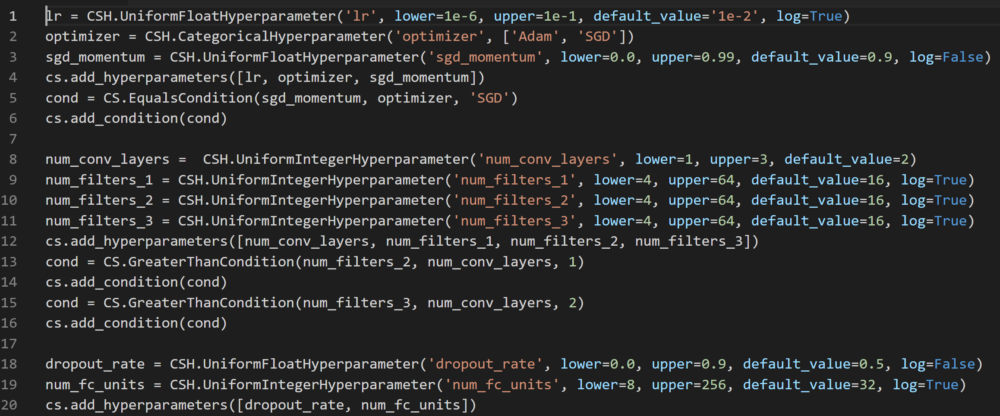 1 lr = CSH.UniformFloatHyperparameter('lr', lower=1e-6, upper=1e-1, default_value='1e-2', log=True)
2 optimizer = CSH.CategoricalHyperparameter('optimizer', ['Adam', 'SGD'])
3 sgd_momentum = CSH.UniformFloatHyperparameter('sgd_momentum', lower=0.0, upper=0.99, default_value=0.9, log=False)
4 cs.add_hyperparameters([lr, optimizer, sgd_momentum])
5 cond = CS.EqualsCondition(sgd_momentum, optimizer, 'SGD')
6 cs.add_condition(cond)
7
8 num_conv_layers =  CSH.UniformIntegerHyperparameter('num_conv_layers', lower=1, upper=3, default_value=2)
9 num_filters_1 = CSH.UniformIntegerHyperparameter('num_filters_1', lower=4, upper=64, default_value=16, log=True)
10 num_filters_2 = CSH.UniformIntegerHyperparameter('num_filters_2', lower=4, upper=64, default_value=16, log=True)
11 num_filters_3 = CSH.UniformIntegerHyperparameter('num_filters_3', lower=4, upper=64, default_value=16, log=True)
12 cs.add_hyperparameters([num_conv_layers, num_filters_1, num_filters_2, num_filters_3])
13 cond = CS.GreaterThanCondition(num_filters_2, num_conv_layers, 1)
14 cs.add_condition(cond)
15 cond = CS.GreaterThanCondition(num_filters_3, num_conv_layers, 2)
16 cs.add_condition(cond)
17
18 dropout_rate = CSH.UniformFloatHyperparameter('dropout_rate', lower=0.0, upper=0.9, default_value=0.5, log=False)
19 num_fc_units = CSH.UniformIntegerHyperparameter('num_fc_units', lower=8, upper=256, default_value=32, log=True)
20 cs.add_hyperparameters([dropout_rate, num_fc_units])